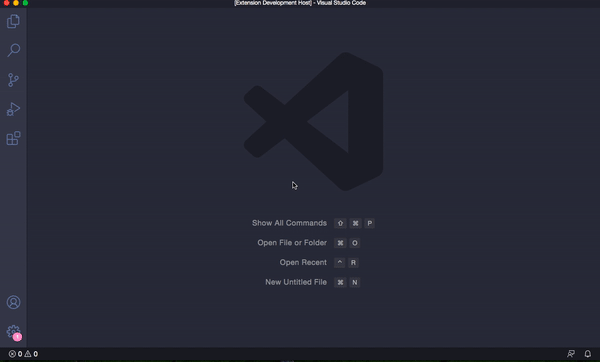 [Extension Development Host] - Visual Studio Code
Show All Commands ⇧ ⌘ P
Open File or Folder ⌘ O
Open Recent ^ R
New Untitled File ⌘ N
1
0 0